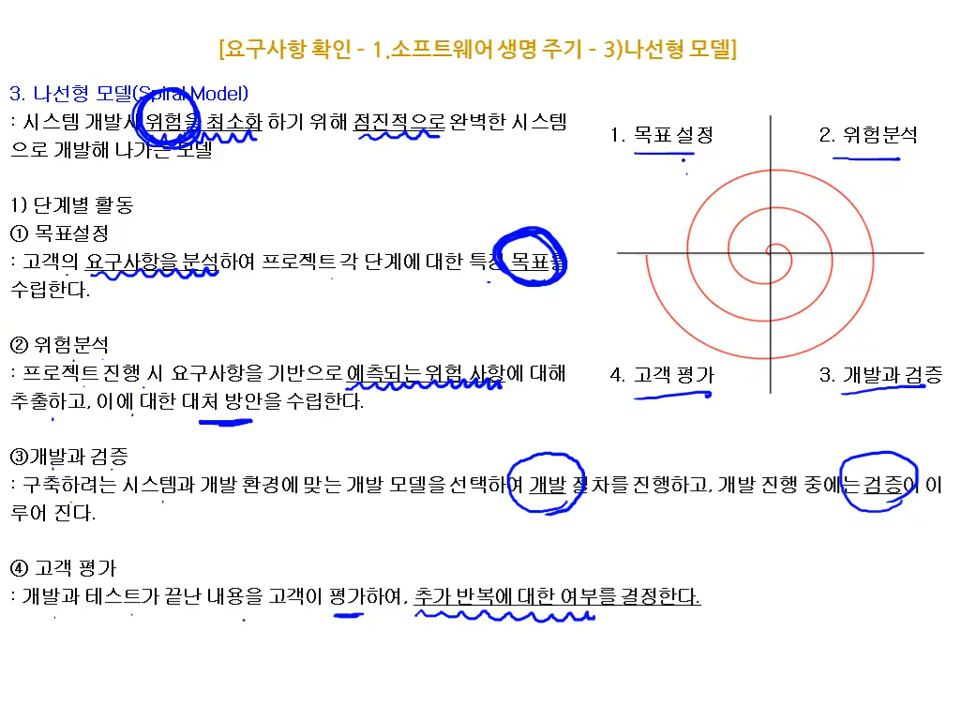 [요구사항 확인 - 1.소프트웨어 생명 주기 - 3)나선형 모델]
3. 나선형 모델(Spiral Model)
: 시스템 개발시 위험을 최소화 하기 위해 점진적으로 완벽한 시스템
으로 개발해 나가는 모델
1) 단계별 활동
① 목표설정
: 고객의 요구사항을 분석하여 프로젝트 각 단계에 대한 특정 목표를
수립한다.
② 위험분석
: 프로젝트 진행 시 요구사항을 기반으로 예측되는 위험 사항에 대해
추출하고, 이에 대한 대처 방안을 수립한다.
③개발과 검증
: 구축하려는 시스템과 개발 환경에 맞는 개발 모델을 선택하여 개발 절차를 진행하고, 개발 진행 중에는 검증이 이
루어 진다.
④ 고객 평가
: 개발과 테스트가 끝난 내용을 고객이 평가하여, 추가 반복에 대한 여부를 결정한다.
1. 목표 설정
2. 위험분석
4. 고객 평가
3. 개발과 검증